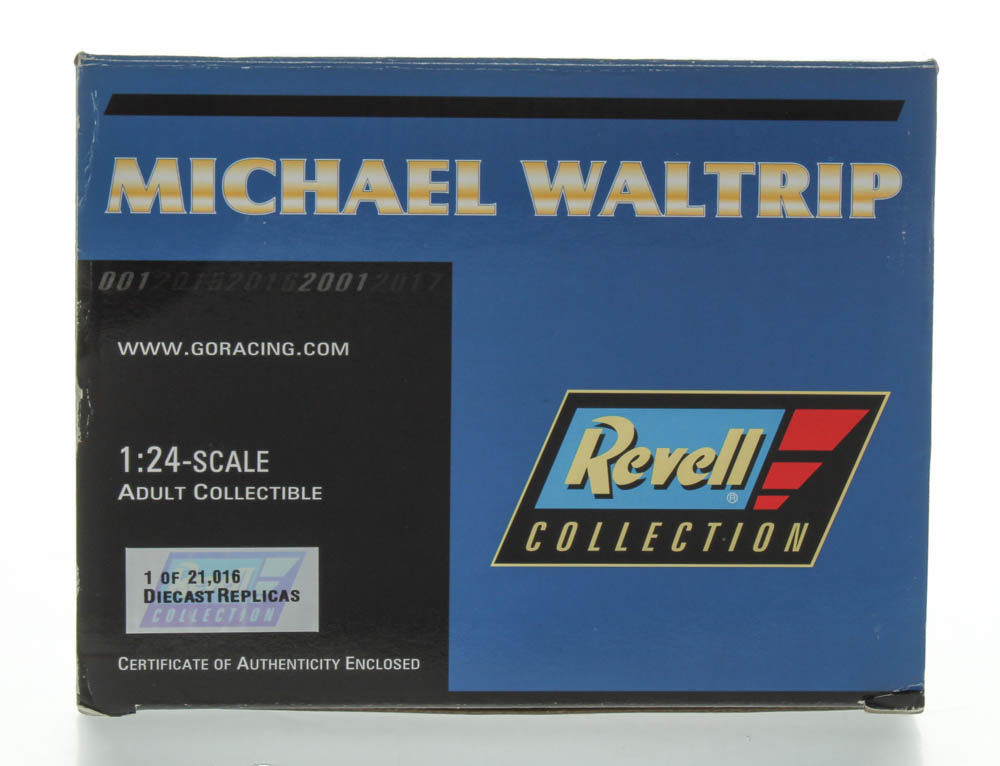 MICHAEL WALTRIP
001 2015 2016 2001 2017
WWW.GORACING.COM
1:24-SCALE
ADULT COLLECTIBLE
1 OF 21,016
DIECAST REPLICAS
Revell
COLLECTION
CERTIFICATE OF AUTHENTICITY ENCLOSED
Revell®
COLLECTION